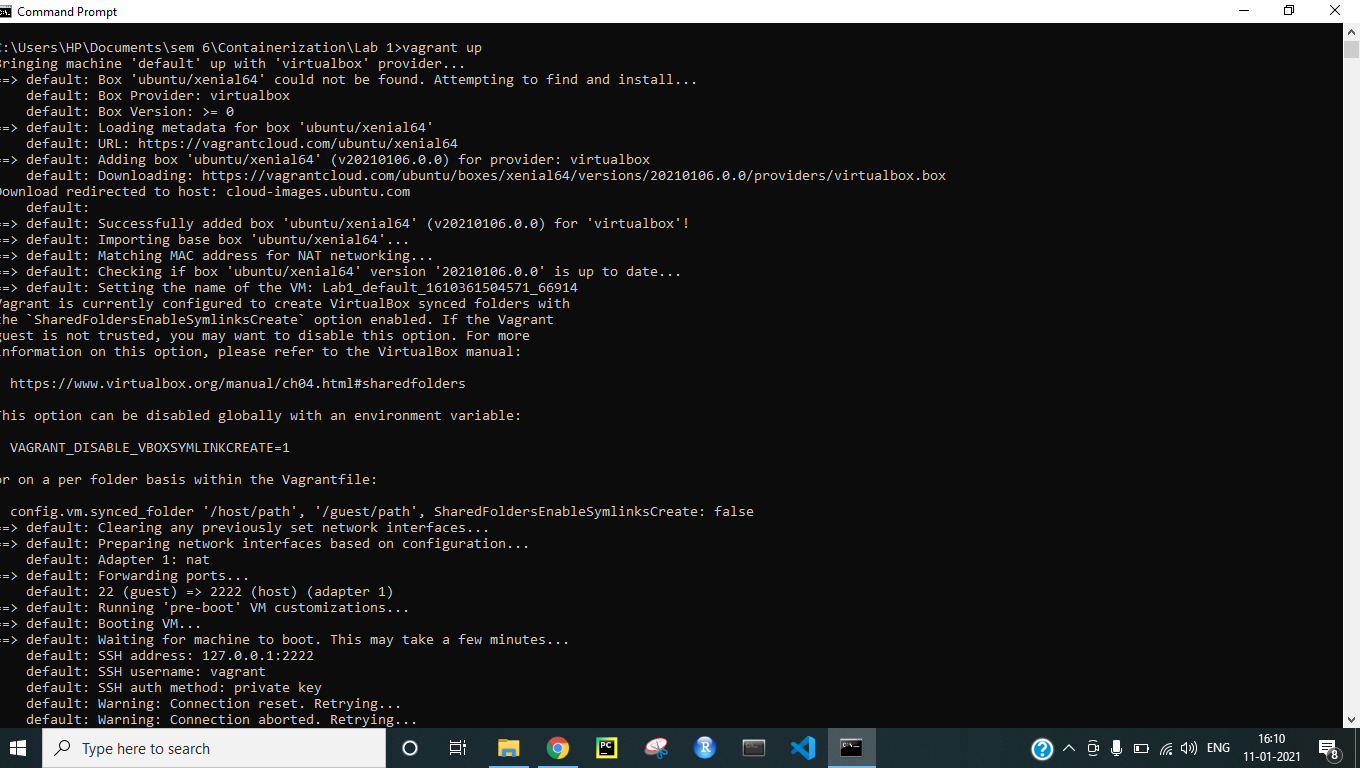 Command Prompt
:\Users\HP\Documents\sem 6\Containerization\Lab 1>vagrant up
ringing machine 'default' up with 'virtualbox' provider...
=> default: Box 'ubuntu/xenial64' could not be found. Attempting to find and install...
default: Box Provider: virtualbox
default: Box Version: >= 0
=> default: Loading metadata for box 'ubuntu/xenial64'
default: URL: https://vagrantcloud.com/ubuntu/xenial64
=> default: Adding box 'ubuntu/xenial64' (v20210106.0.0) for provider: virtualbox
default: Downloading: https://vagrantcloud.com/ubuntu/boxes/xenial64/versions/20210106.0.0/providers/virtualbox.box
Download redirected to host: cloud-images.ubuntu.com
default:
=> default: Successfully added box 'ubuntu/xenial64' (v20210106.0.0) for 'virtualbox'!
=> default: Importing base box 'ubuntu/xenial64'...
=> default: Matching MAC address for NAT networking...
=> default: Checking if box 'ubuntu/xenial64' version '20210106.0.0' is up to date...
=> default: Setting the name of the VM: Lab1_default_1610361504571_66914
Vagrant is currently configured to create VirtualBox synced folders with
the `SharedFoldersEnableSymlinksCreate` option enabled. If the Vagrant
guest is not trusted, you may want to disable this option. For more
information on this option, please refer to the VirtualBox manual:
https://www.virtualbox.org/manual/ch04.html#sharedfolders
This option can be disabled globally with an environment variable:
VAGRANT_DISABLE_VBOXSYMLINKCREATE=1
or on a per folder basis within the Vagrantfile:
config.vm.synced_folder '/host/path', '/guest/path', SharedFoldersEnableSymlinksCreate: false
=> default: Clearing any previously set network interfaces...
=> default: Preparing network interfaces based on configuration...
default: Adapter 1: nat
=> default: Forwarding ports...
default: 22 (guest) => 2222 (host) (adapter 1)
=> default: Running 'pre-boot' VM customizations...
=> default: Booting VM...
=> default: Waiting for machine to boot. This may take a few minutes...
default: SSH address: 127.0.0.1:2222
default: SSH username: vagrant
default: SSH auth method: private key
default: Warning: Connection reset. Retrying...
default: Warning: Connection aborted. Retrying...
Type here to search
PC
R
ENG
16:10
11-01-2021
8